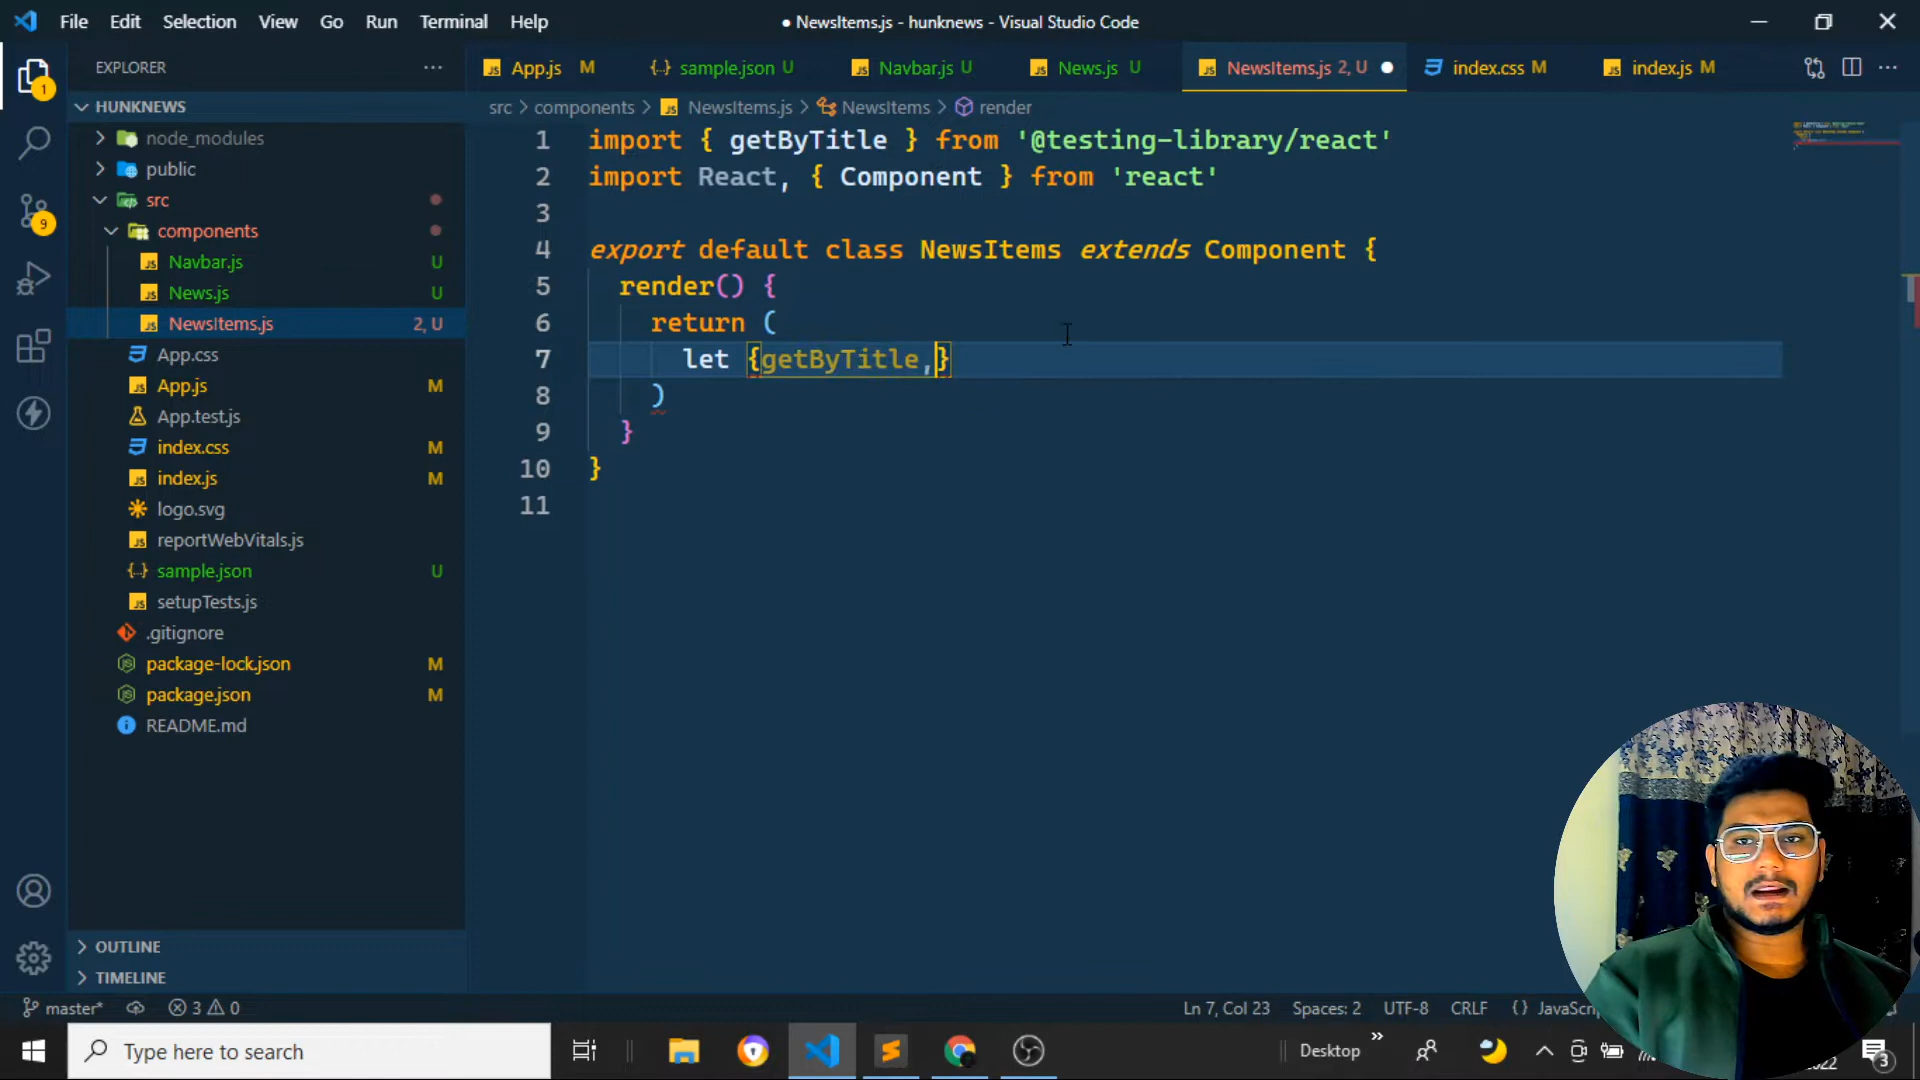 File Edit Selection View Go Run Terminal Help
● NewsItems.js - hunknews - Visual Studio Code
EXPLORER
App.js M
{} sample.json U
Navbar.js U
News.js U
NewsItems.js 2, U
index.css M
index.js M
HUNKNEWS
node_modules
public
src
components
Navbar.js U
News.js U
NewsItems.js 2, U
App.css
App.js M
App.test.js
index.css M
index.js M
logo.svg
reportWebVitals.js
sample.json U
setupTests.js
.gitignore
package-lock.json M
package.json M
README.md
OUTLINE
TIMELINE
src > components > NewsItems.js > NewsItems > render
1 import { getByTitle } from '@testing-library/react'
2 import React, { Component } from 'react'
3
4 export default class NewsItems extends Component {
5 render() {
6 return (
7 let {getByTitle,}
8 )
9 }
10 }
11
master* 3 0
Ln 7, Col 23 Spaces: 2 UTF-8 CRLF {}
Type here to search
Desktop
3